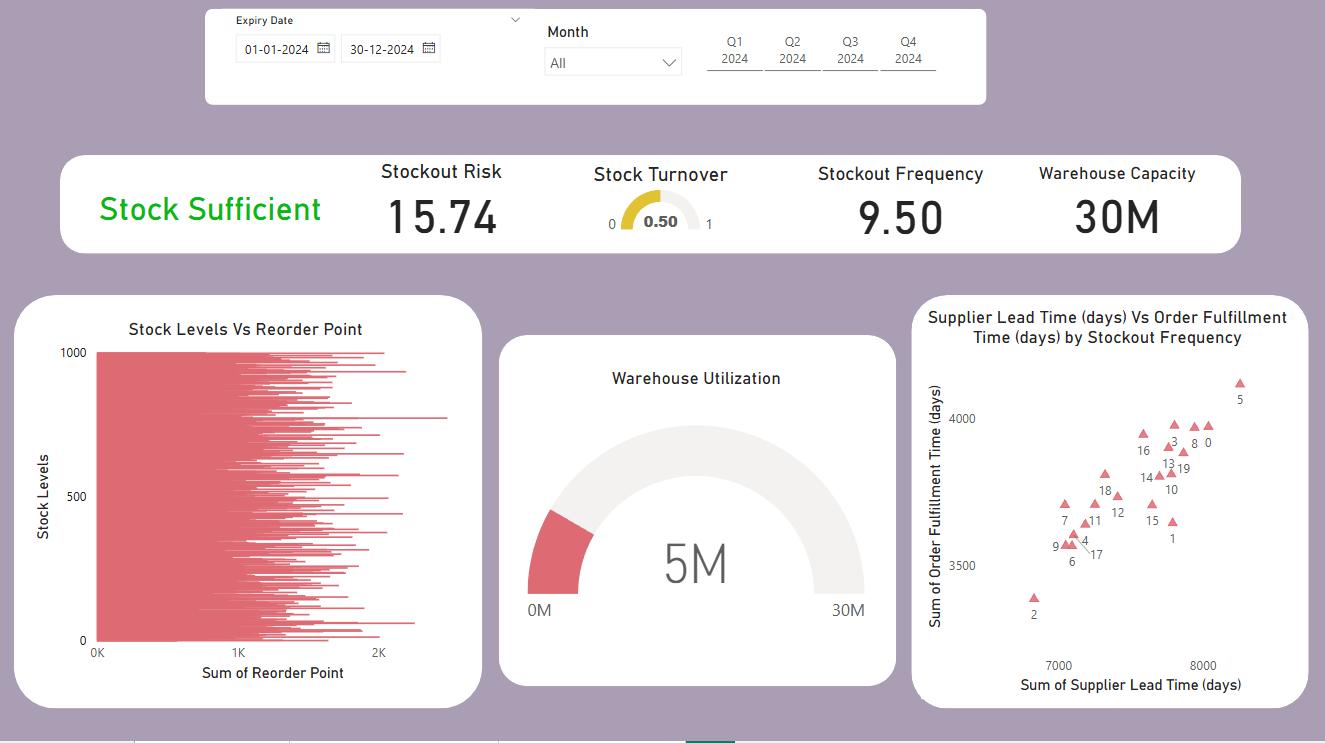 Expiry Date
01-01-2024
30-12-2024
Month
All
Q1
2024
Q2
2024
Q3
2024
Q4
2024
Stock Sufficient
Stockout Risk
15.74
Stock Turnover
0
0.50
1
Stockout Frequency
9.50
Warehouse Capacity
30M
Stock Levels Vs Reorder Point
Stock Levels
1000
500
0
0K
1K
2K
Sum of Reorder Point
Warehouse Utilization
5M
0M
30M
Supplier Lead Time (days) Vs Order Fulfillment
Time (days) by Stockout Frequency
Sum of Order Fulfillment Time (days)
4000
3500
5
16
3
8
0
13
19
14
10
18
12
7
11
15
1
4
9
17
6
2
7000
8000
Sum of Supplier Lead Time (days)